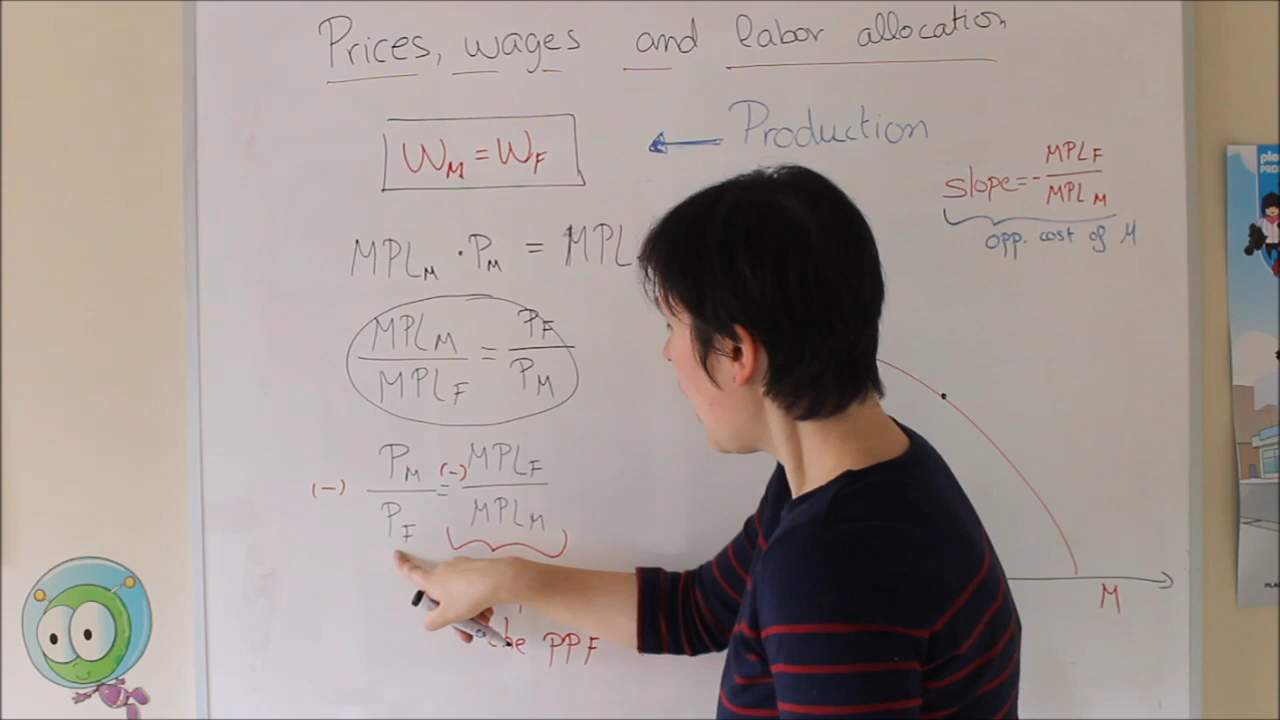 Prices, wages and labor allocation
W_M = W_F
← Production
slope = - MPL_F / MPL_M
opp. cost of M
MPL_M · P_M = MPL
MPL_M / MPL_F = P_F / P_M
(-) P_M / P_F = (-) MPL_F / MPL_M
the PPF
M